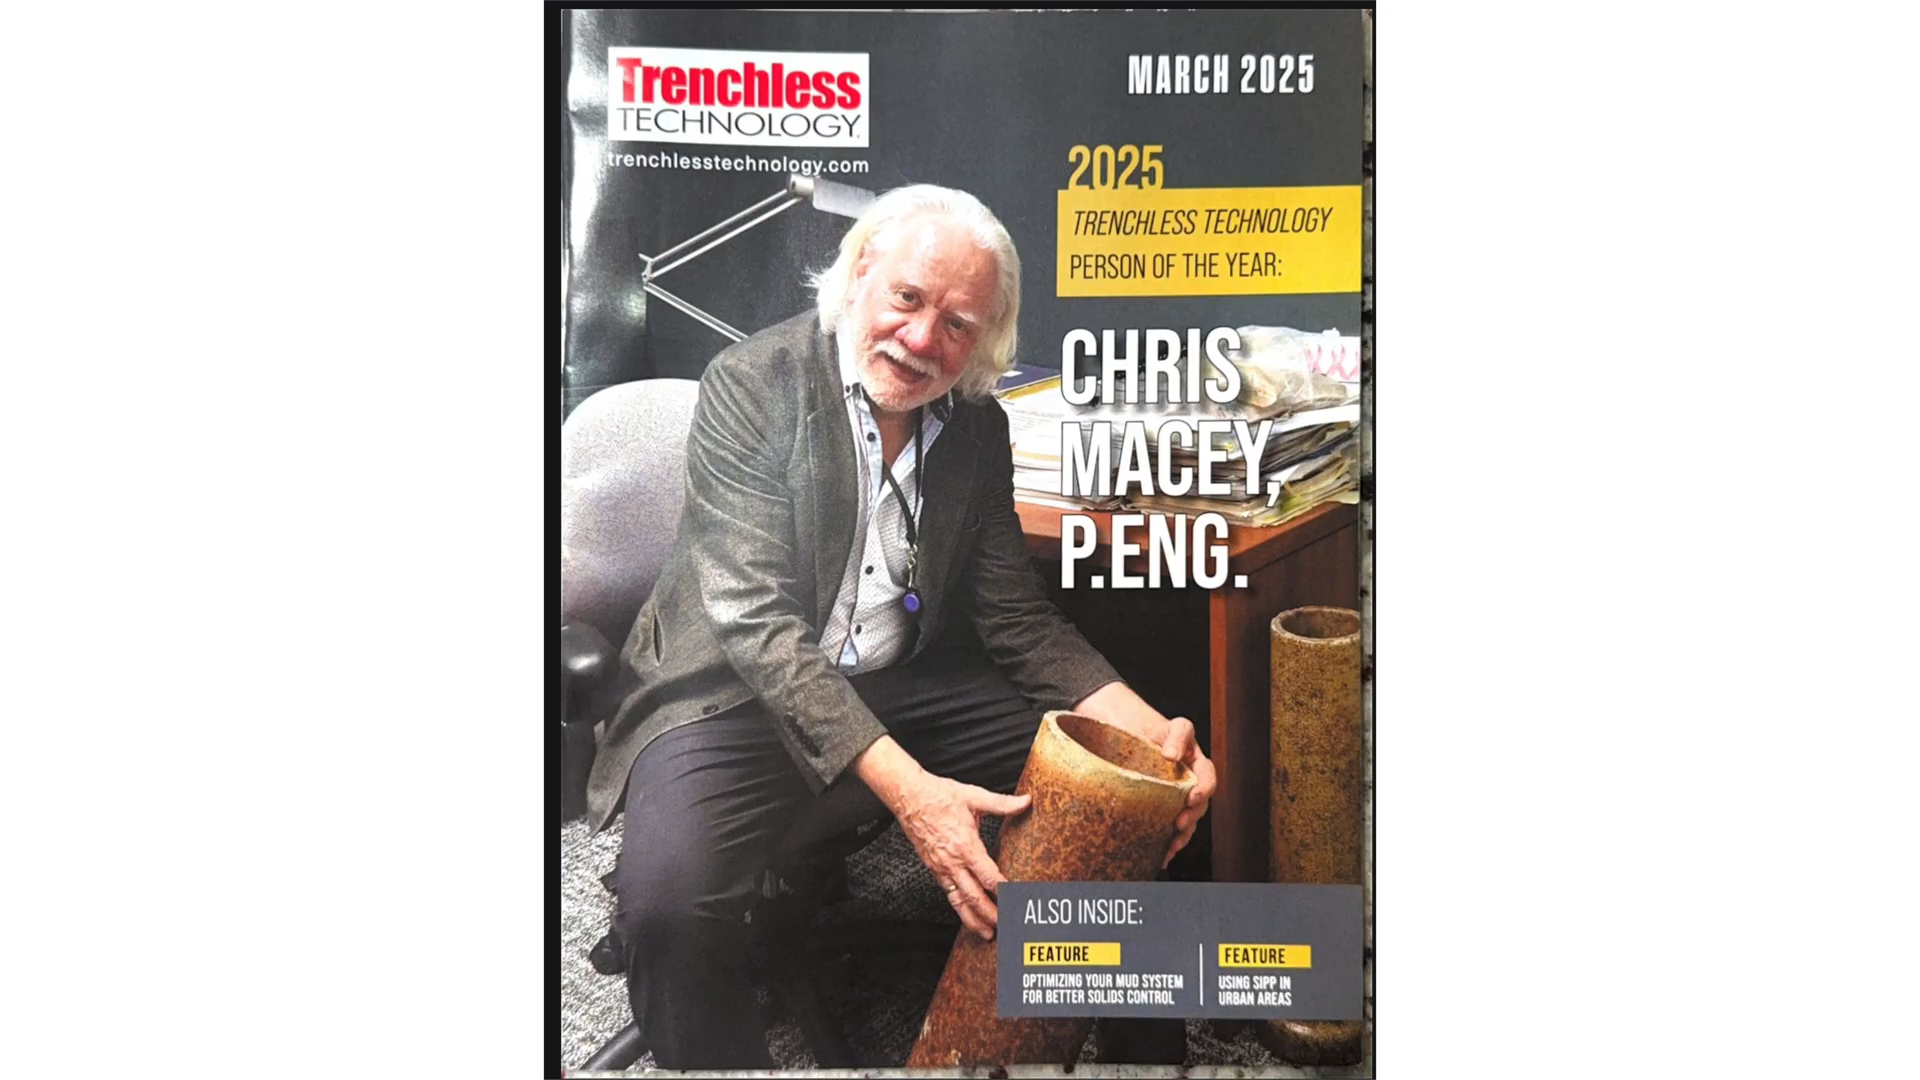 Trenchless
TECHNOLOGY.
trenchlesstechnology.com
MARCH 2025
2025
TRENCHLESS TECHNOLOGY
PERSON OF THE YEAR:
CHRIS
MACEY,
P.ENG.
ALSO INSIDE:
FEATURE
OPTIMIZING YOUR MUD SYSTEM
FOR BETTER SOLIDS CONTROL
FEATURE
USING SIPP IN
URBAN AREAS